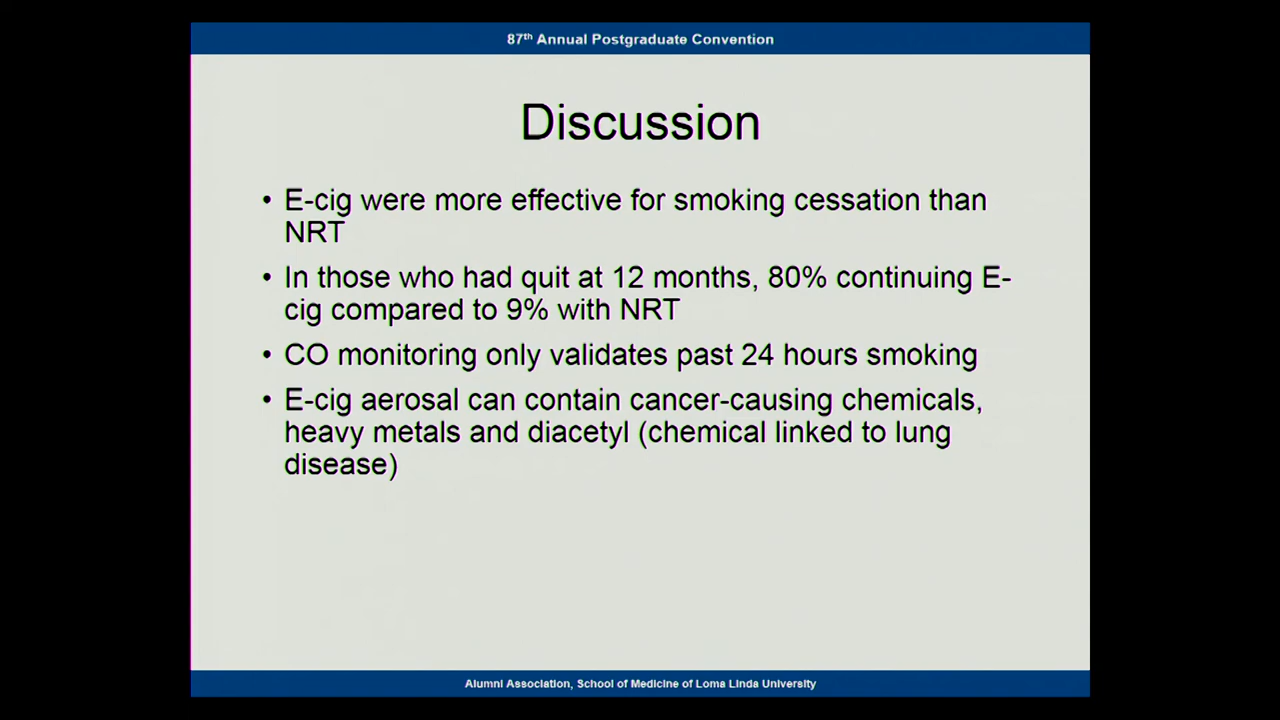 87th Annual Postgraduate Convention
Discussion
• E-cig were more effective for smoking cessation than
NRT
• In those who had quit at 12 months, 80% continuing E-
cig compared to 9% with NRT
• CO monitoring only validates past 24 hours smoking
• E-cig aerosal can contain cancer-causing chemicals,
heavy metals and diacetyl (chemical linked to lung
disease)
Alumni Association, School of Medicine of Loma Linda University